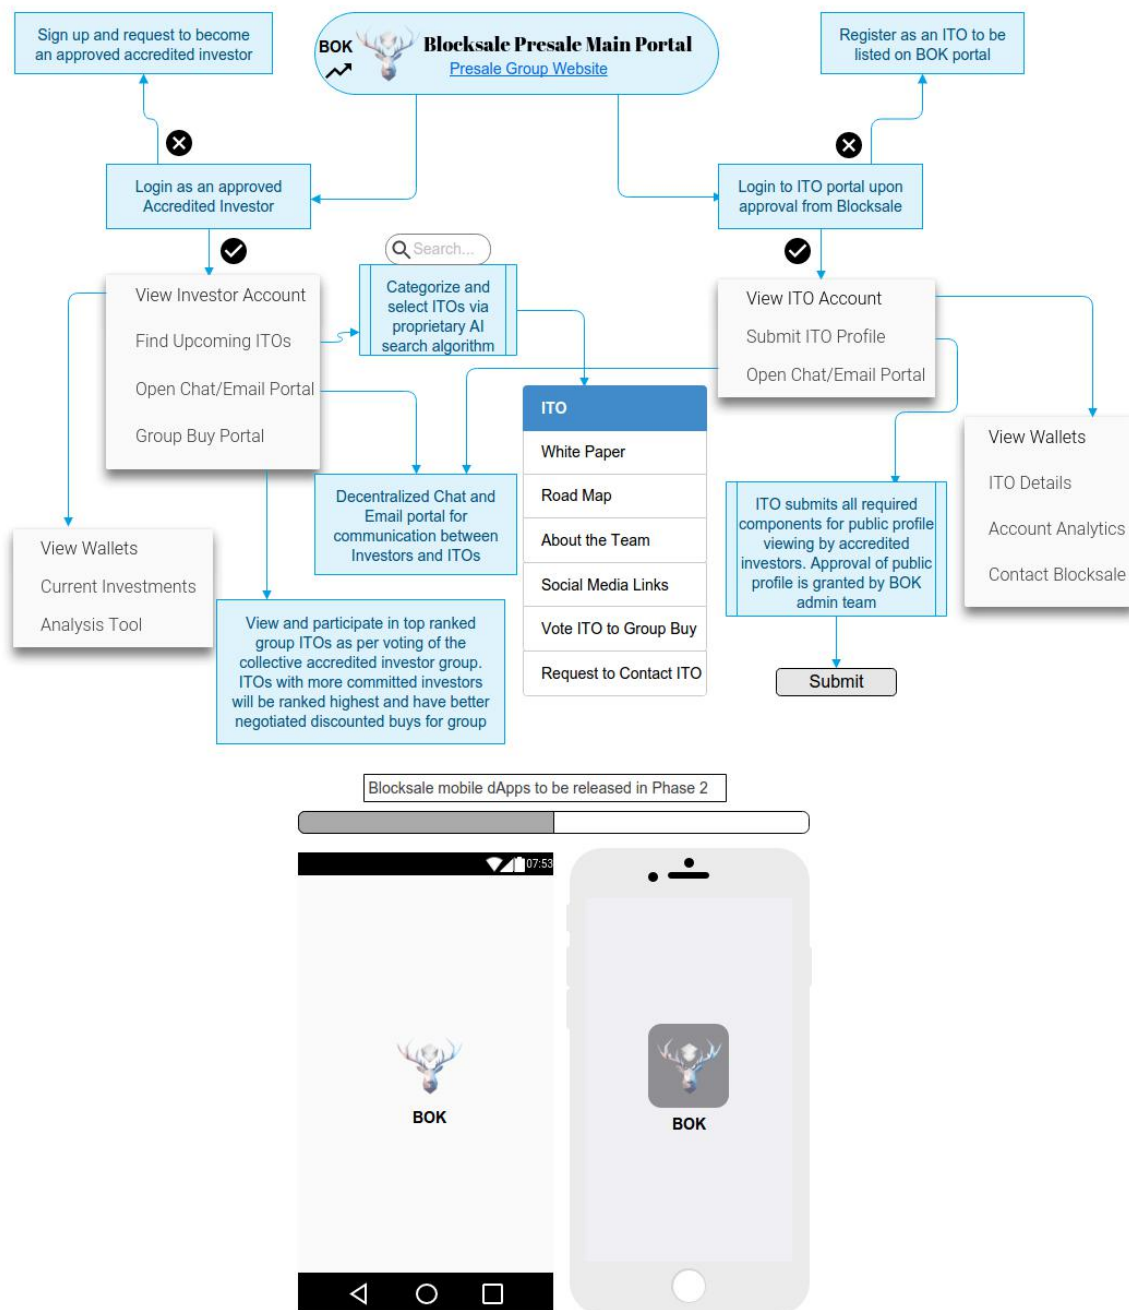 Sign up and request to become
an approved accredited investor
BOK
Blocksale Presale Main Portal
Presale Group Website
Register as an ITO to be
listed on BOK portal
Login as an approved
Accredited Investor
Login to ITO portal upon
approval from Blocksale
Search...
View Investor Account
Find Upcoming ITOs
Open Chat/Email Portal
Group Buy Portal
Categorize and
select ITOs via
proprietary AI
search algorithm
View ITO Account
Submit ITO Profile
Open Chat/Email Portal
ITO
White Paper
Road Map
About the Team
Social Media Links
Vote ITO to Group Buy
Request to Contact ITO
View Wallets
ITO Details
Account Analytics
Contact Blocksale
Decentralized Chat and
Email portal for
communication between
Investors and ITOs
ITO submits all required
components for public profile
viewing by accredited
investors. Approval of public
profile is granted by BOK
admin team
View Wallets
Current Investments
Analysis Tool
View and participate in top ranked
group ITOs as per voting of the
collective accredited investor group.
ITOs with more committed investors
will be ranked highest and have better
negotiated discounted buys for group
Submit
Blocksale mobile dApps to be released in Phase 2
07:53
BOK
BOK